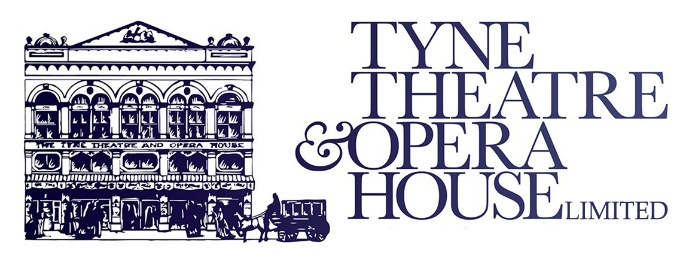 THE TYNE THEATRE AND OPERA HOUSE
TYNE
THEATRE
&OPERA
HOUSE LIMITED